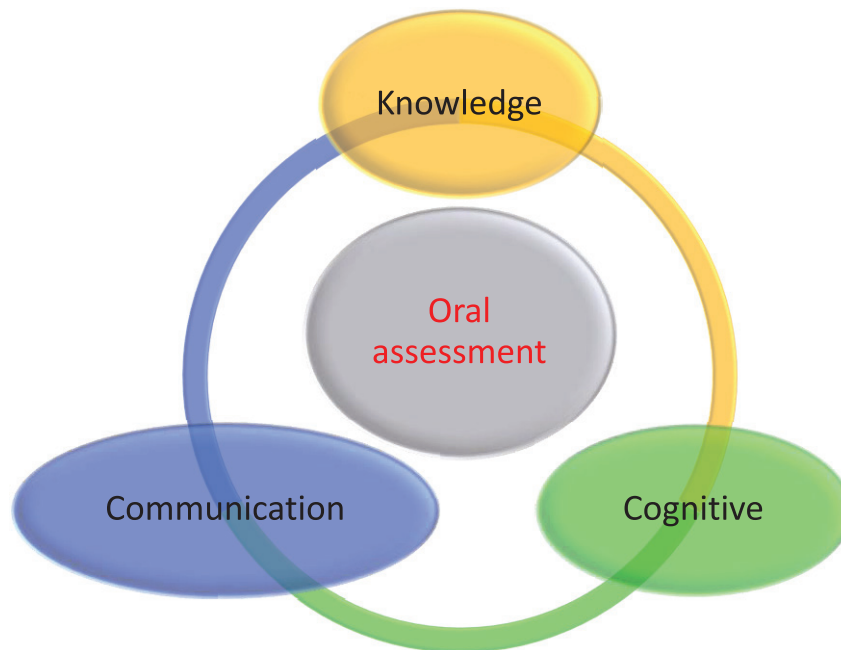 Knowledge
Oral
assessment
Communication
Cognitive